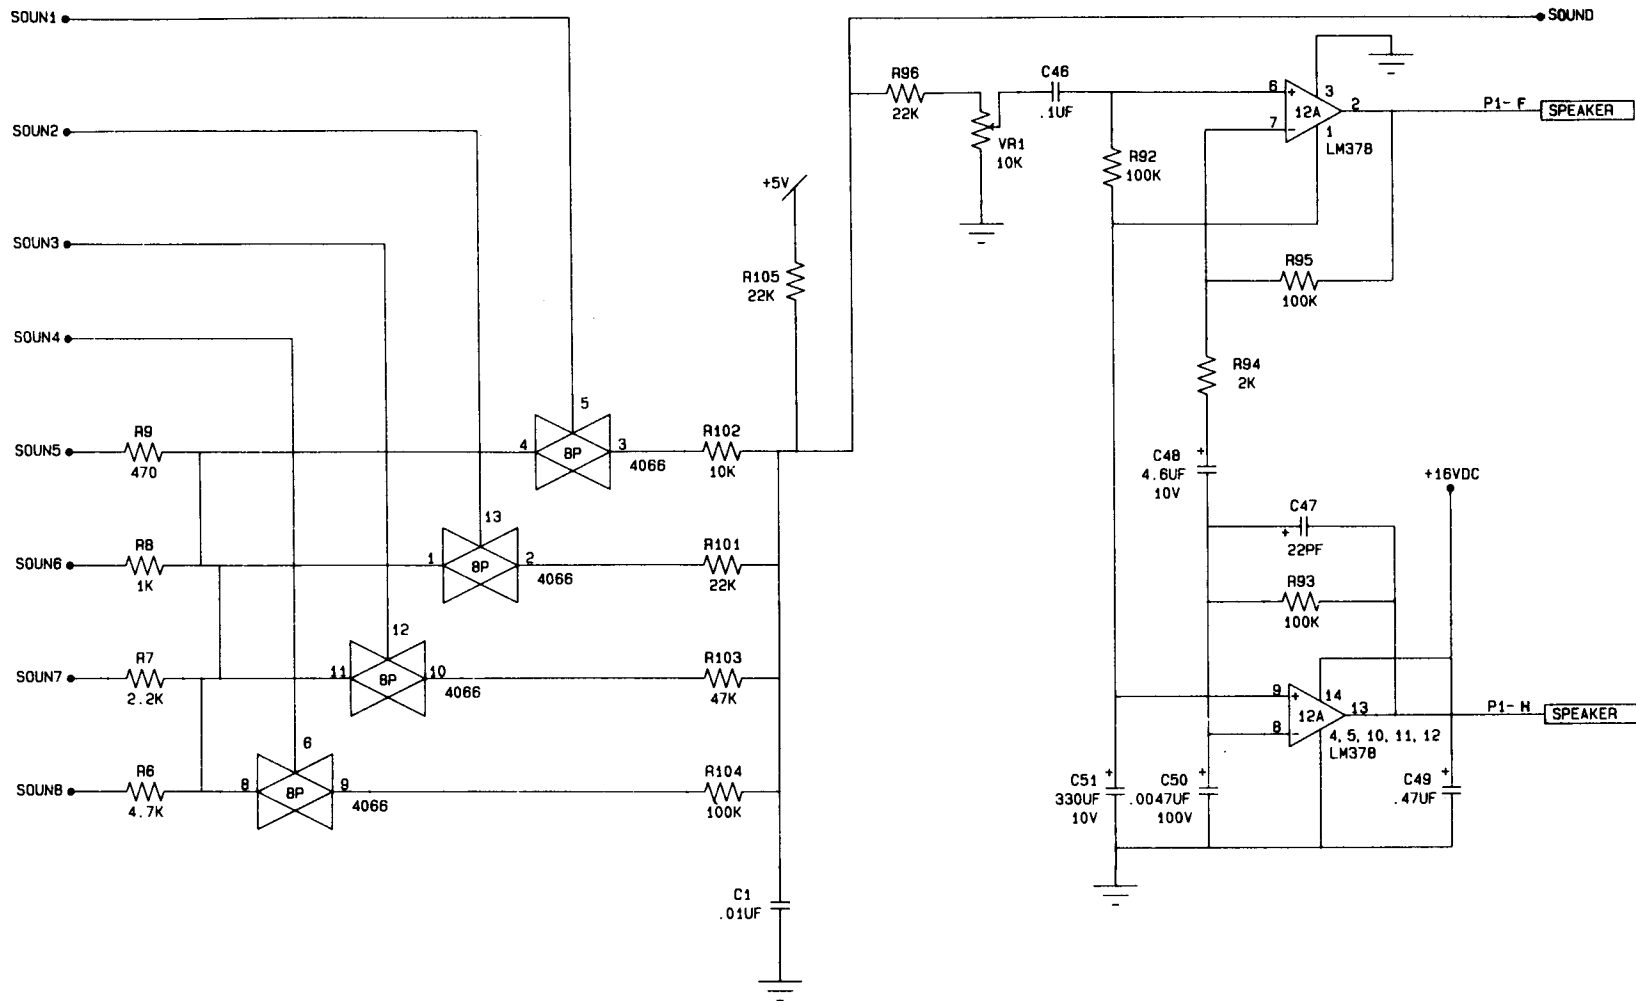 SOUN1
SOUND
C46
R96
.1UF
22K
6
+
3
12A
2
P1- F
SPEAKER
7
-
1
LM378
VR1
10K
R92
100K
SOUN2
+5V
SOUN3
R105
22K
R95
100K
SOUN4
R94
2K
SOUN5
R9
470
4
5
8P
3
4066
R102
10K
C48
+
4.6UF
10V
+16VDC
C47
+
22PF
SOUN6
R8
1K
1
13
8P
2
4066
R101
22K
R93
100K
SOUN7
R7
2.2K
11
12
8P
10
4066
R103
47K
9
+
14
12A
13
P1- H
SPEAKER
8
-
4, 5, 10, 11, 12
LM378
SOUN8
R6
4.7K
8
6
8P
9
4066
R104
100K
C51
+
330UF
10V
C50
+
.0047UF
100V
C49
+
.47UF
C1
.01UF